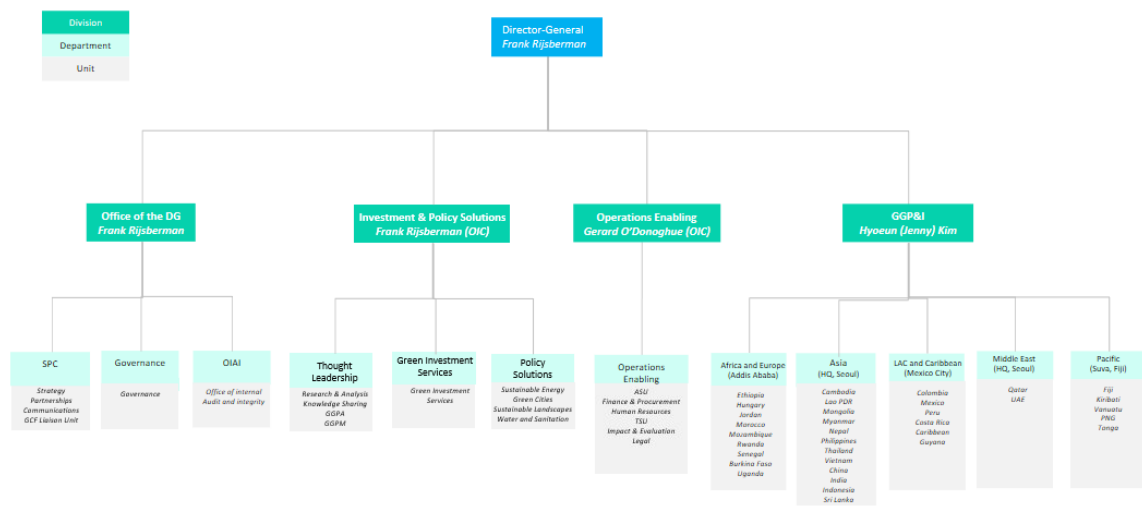 Division
Department
Unit
Director-General
Frank Rijsberman
Office of the DG
Frank Rijsberman
Investment & Policy Solutions
Frank Rijsberman (OIC)
Operations Enabling
Gerard O'Donoghue (OIC)
GGP&I
Hyoeun (Jenny) Kim
SPC
Strategy
Partnerships
Communications
GCF Liaison Unit
Governance
Governance
OIAI
Office of internal
Audit and integrity
Thought
Leadership
Research & Analysis
Knowledge Sharing
GGPA
GGPM
Green Investment
Services
Green Investment
Services
Policy
Solutions
Sustainable Energy
Green Cities
Sustainable Landscapes
Water and Sanitation
Operations
Enabling
ASU
Finance & Procurement
Human Resources
TSU
Impact & Evaluation
Legal
Africa and Europe
(Addis Ababa)
Ethiopia
Hungary
Jordan
Morocco
Mozambique
Rwanda
Senegal
Burkina Faso
Uganda
Asia
(HQ, Seoul)
Cambodia
Lao PDR
Mongolia
Myanmar
Nepal
Philippines
Thailand
Vietnam
China
India
Indonesia
Sri Lanka
LAC and Caribbean
(Mexico City)
Colombia
Mexico
Peru
Costa Rica
Caribbean
Guyana
Middle East
(HQ, Seoul)
Qatar
UAE
Pacific
(Suva, Fiji)
Fiji
Kiribati
Vanuatu
PNG
Tonga